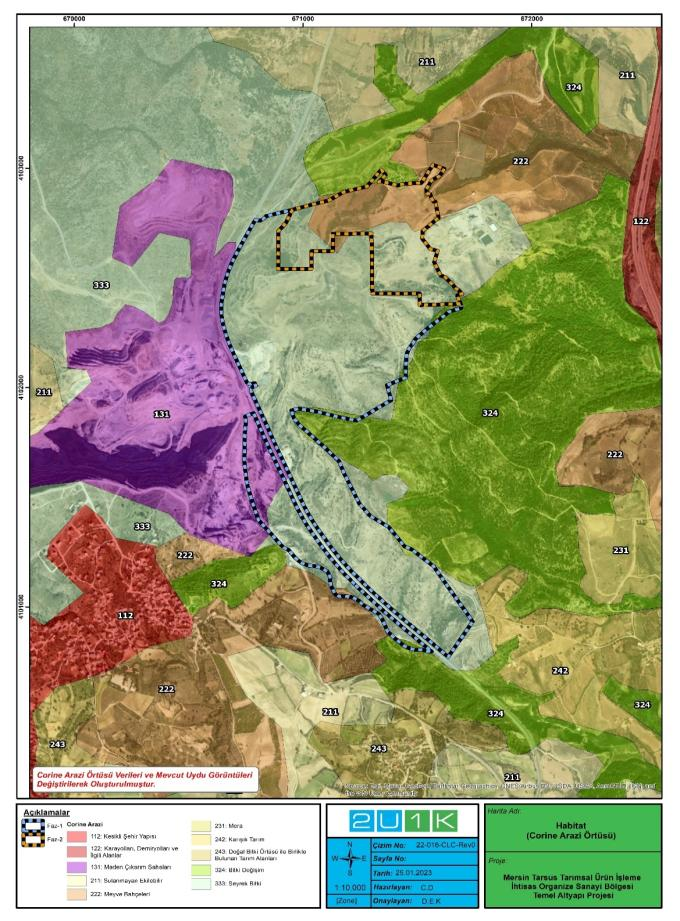 679000
671000
672000
4103000
4102000
4101000
211
324
211
222
122
333
211
131
324
222
333
222
324
231
112
242
222
324
211
324
243
243
211
Corine Arazi Örtüsü Verileri ve Mevcut Uydu Görüntüleri
Değiştirilerek Oluşturulmuştur.
Açıklamalar
Faz-1
Faz-2
Corine Arazi
112: Kesikli Şehir Yapısı
122: Karayolları, Demiryolları ve
İlgili Alanlar
131: Maden Çıkarım Sahaları
211: Sulanmayan Ekilebilir
222: Meyve Bahçeleri
231: Mera
242: Karışık Tarım
243: Doğal Bitki Örtüsü ile Birlikte
Bulunan Tarım Alanları
324: Bitki Değişim
333: Seyrek Bitki
2U1K
N
W
E
S
1:10,000
[Zone]
Çizim No: 22-016-CLC-Rev0
Sayfa No:
Tarih: 25.01.2023
Hazırlayan: C.D
Onaylayan: D.E.K
Harita Adı:
Habitat
(Corine Arazi Örtüsü)
Proje:
Mersin Tarsus Tarımsal Ürün İşleme
İhtisas Organize Sanayi Bölgesi
Temel Altyapı Projesi